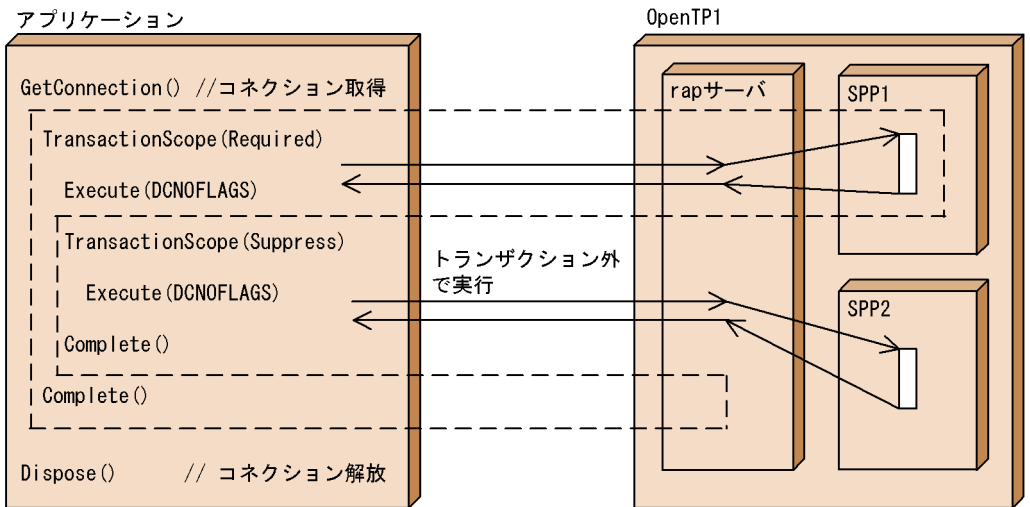 アプリケーション
GetConnection() //コネクション取得
TransactionScope(Required)
Execute(DCNOFLAGS)
TransactionScope(Suppress)
Execute(DCNOFLAGS)
Complete()
Complete()
Dispose() // コネクション解放
トランザクション外
で実行
OpenTP1
rapサーバ
SPP1
SPP2